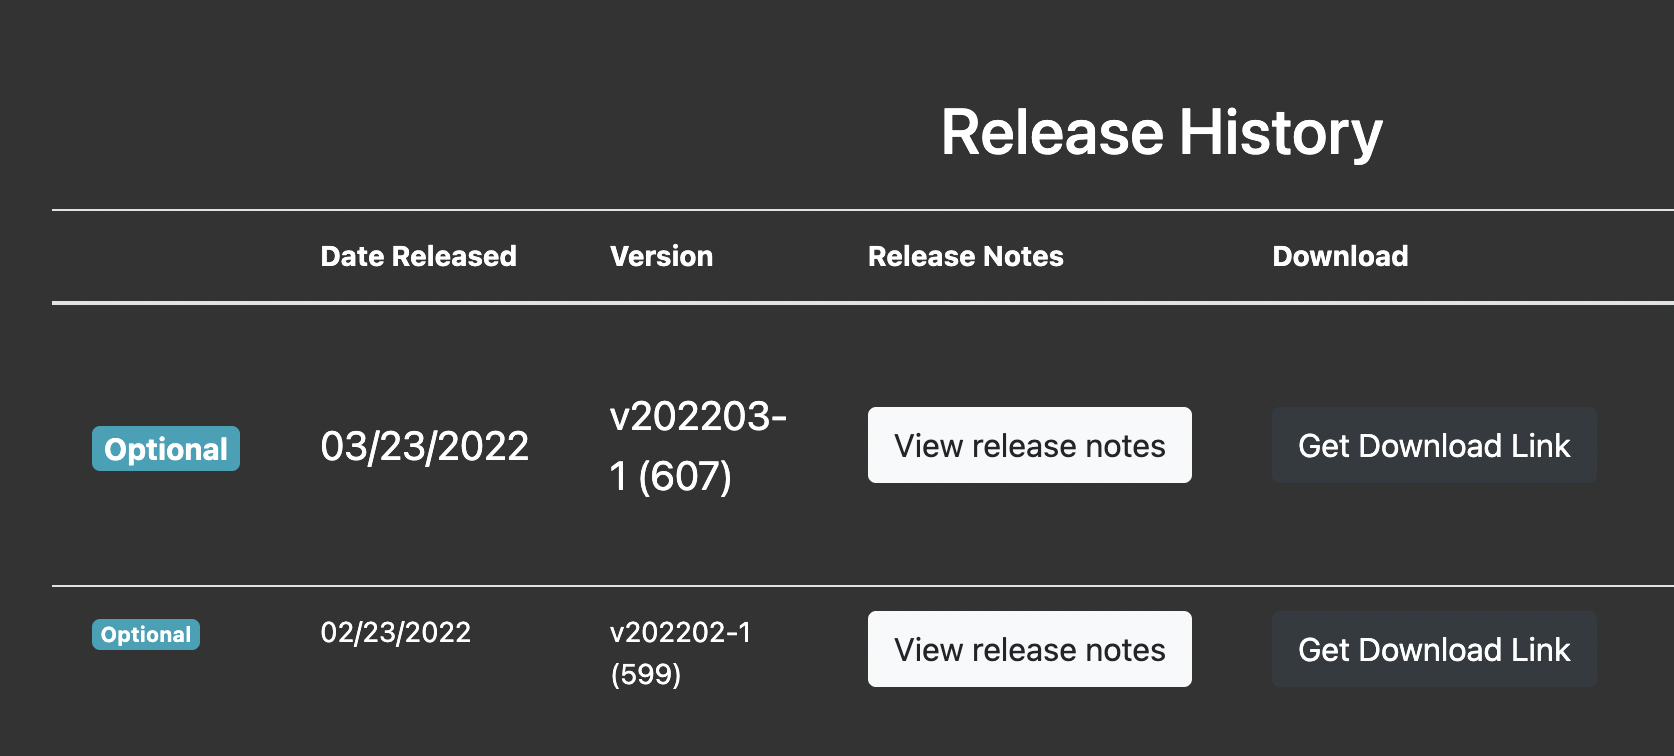 Release History
Date Released Version Release Notes Download
Optional 03/23/2022 v202203-
1 (607) View release notes Get Download Link
Optional 02/23/2022 v202202-1
(599) View release notes Get Download Link